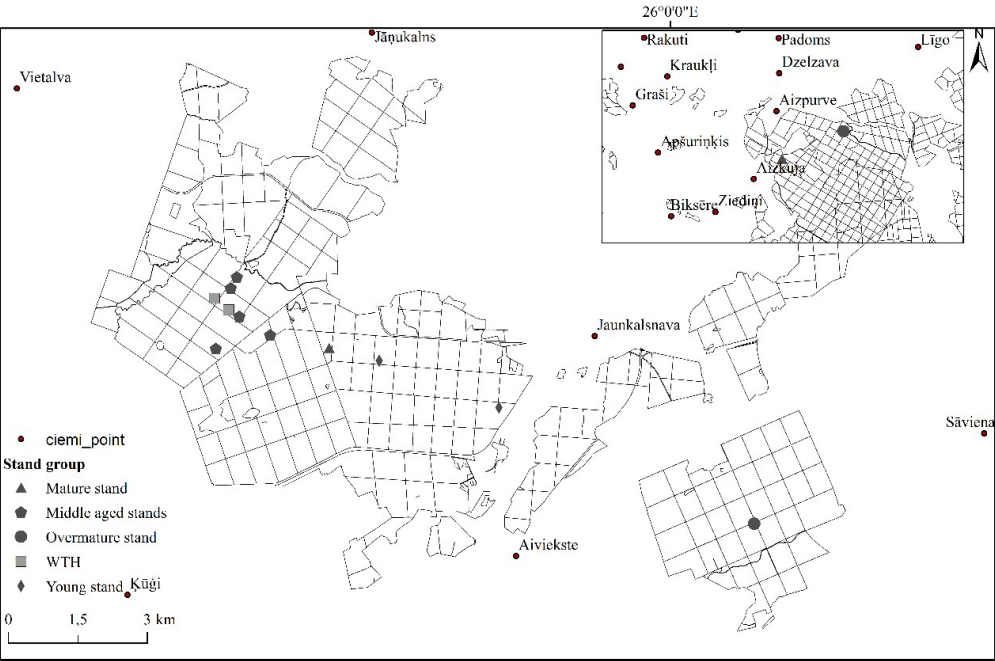 26°0'0"E
N
Jāņukalns
Vietalva
Rakuti
Padoms
Līgo
Kraukļi
Dzelzava
Graši
Aizpurve
Apšuriņķis
Aizkuja
Biksēre
Ziediņi
Jaunkalsnava
Sāviena
ciemi_point
Stand group
Mature stand
Middle aged stands
Overmature stand
WTH
Young stand
Ķūģi
Aiviekste
0 1,5 3 km